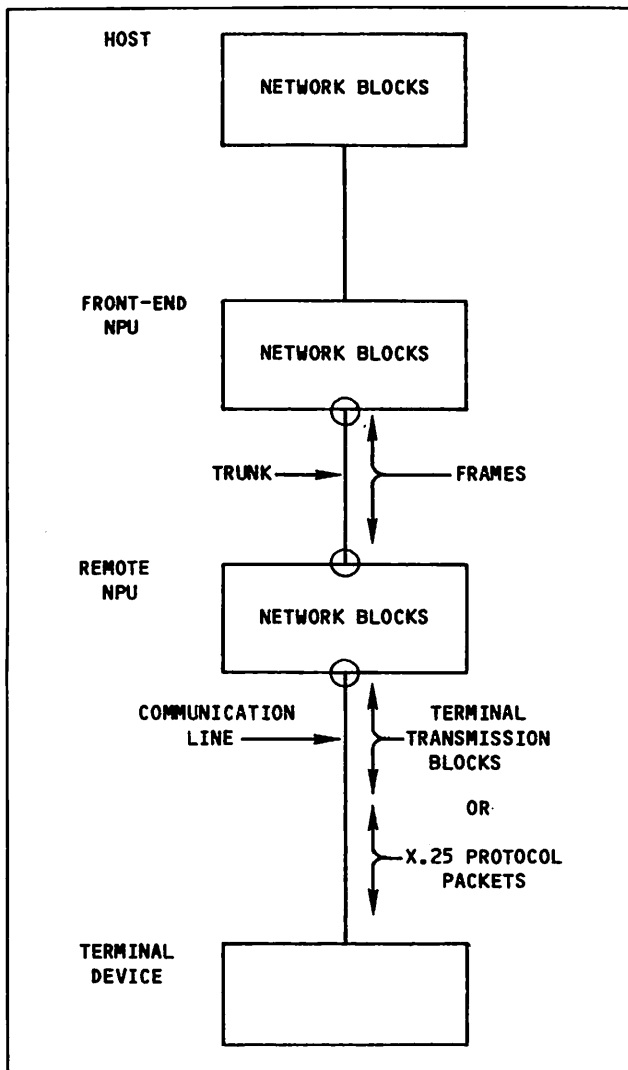 HOST
NETWORK BLOCKS
FRONT-END
NPU
NETWORK BLOCKS
TRUNK
FRAMES
REMOTE
NPU
NETWORK BLOCKS
COMMUNICATION
LINE
TERMINAL
TRANSMISSION
BLOCKS
OR
X.25 PROTOCOL
PACKETS
TERMINAL
DEVICE